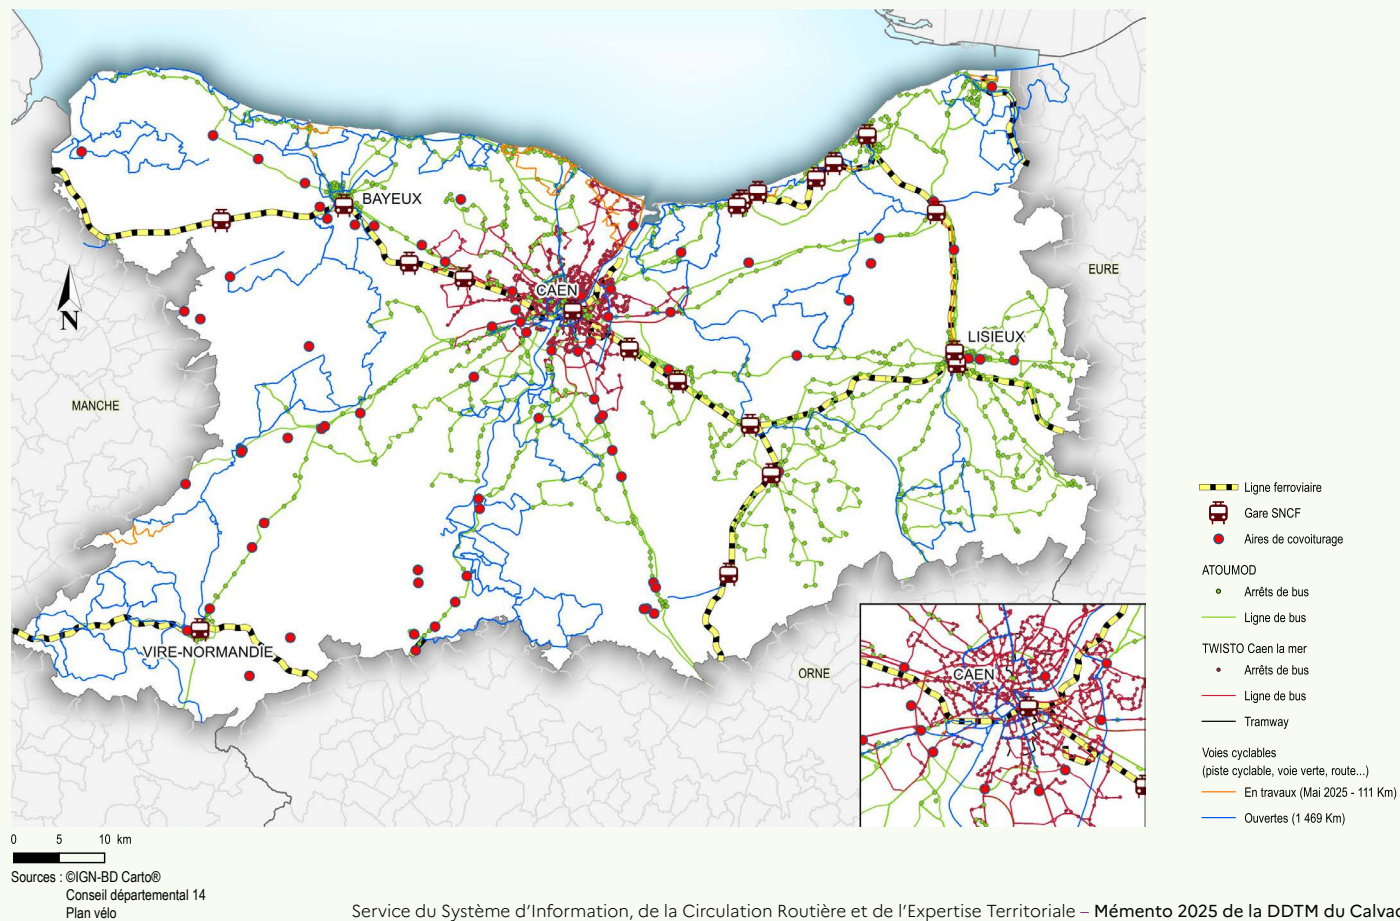 BAYEUX
CAEN
LISIEUX
EURE
MANCHE
VIRE-NORMANDIE
ORNE
N
CAEN
Ligne ferroviaire
Gare SNCF
Aires de covoiturage
ATOUMOD
Arrêts de bus
Ligne de bus
TWISTO Caen la mer
Arrêts de bus
Ligne de bus
Tramway
Voies cyclables
(piste cyclable, voie verte, route...)
En travaux (Mai 2025 - 111 Km)
Ouvertes (1 469 Km)
0 5 10 km
Sources : ©IGN-BD Carto®
Conseil départemental 14
Plan vélo
Service du Système d'Information, de la Circulation Routière et de l'Expertise Territoriale – Mémento 2025 de la DDTM du